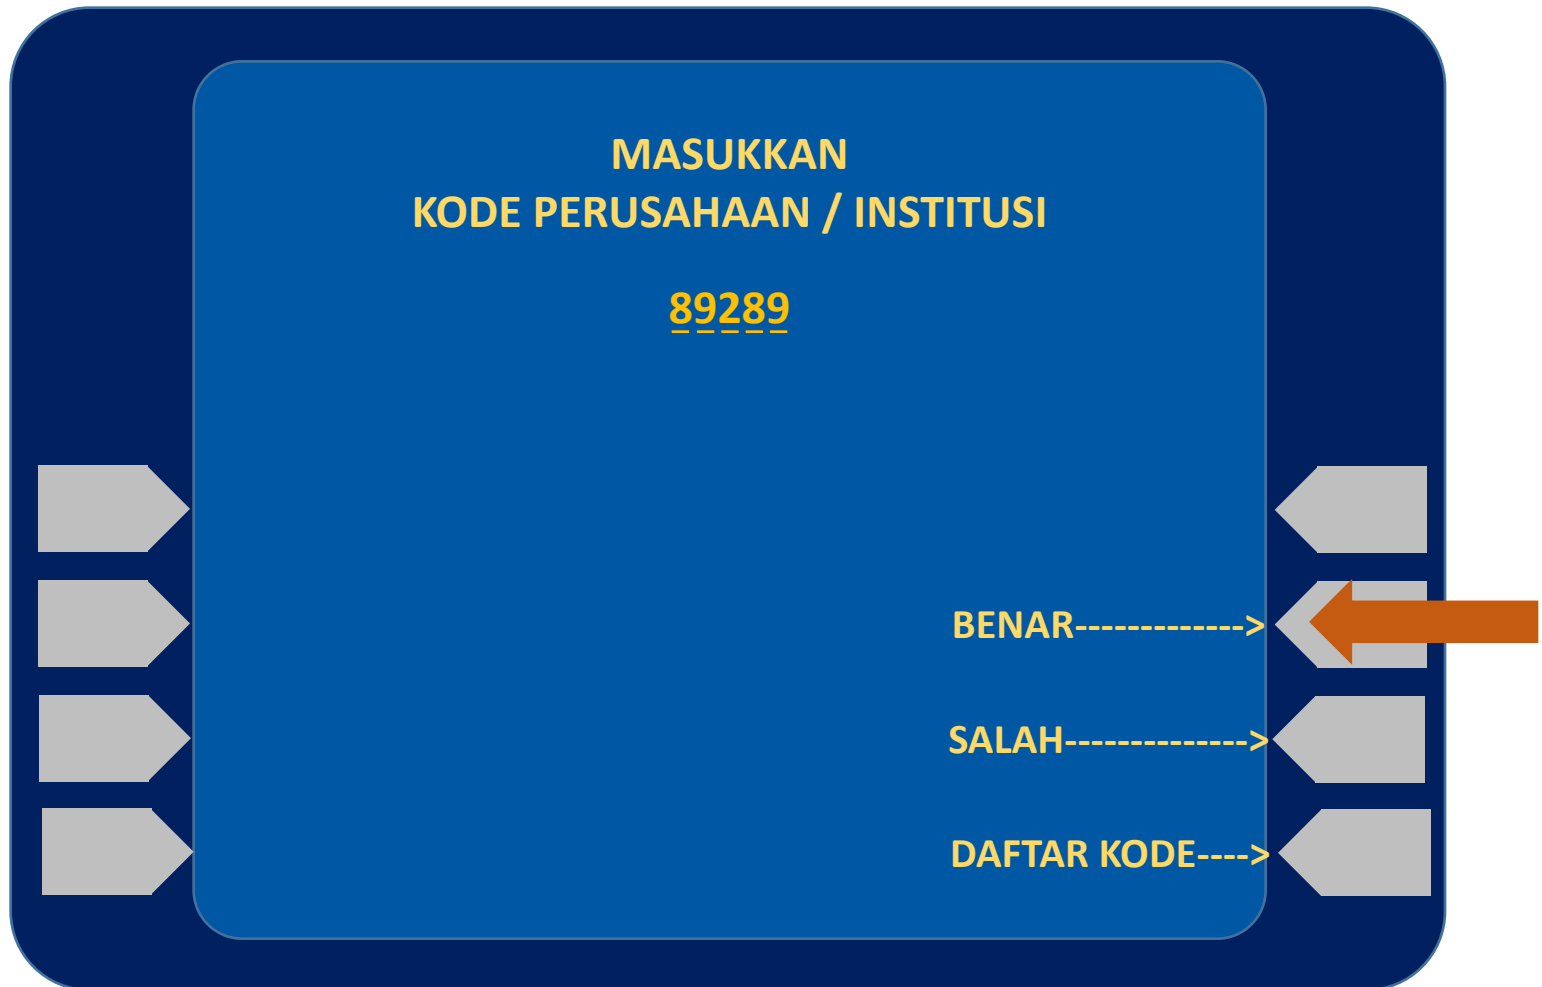 MASUKKAN
KODE PERUSAHAAN / INSTITUSI
89289
BENAR------------->
SALAH-------------->
DAFTAR KODE---->